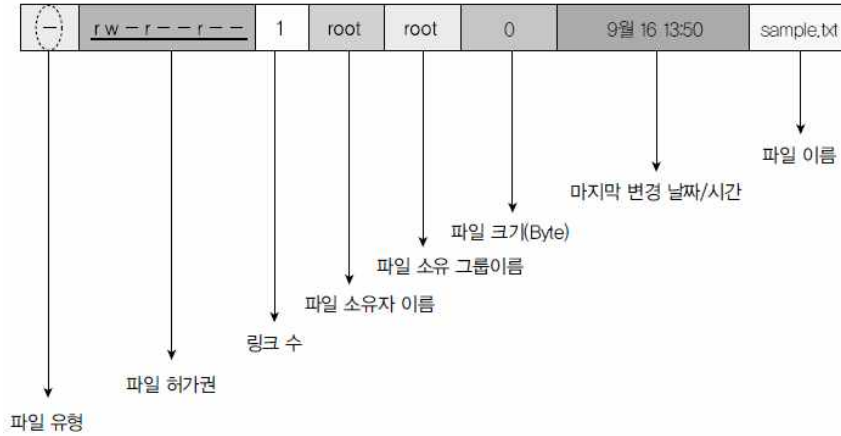 - rw-r--r-- 1 root root 0 9월 16 13:50 sample.txt
파일 이름
마지막 변경 날짜/시간
파일 크기(Byte)
파일 소유 그룹이름
파일 소유자 이름
링크 수
파일 허가권
파일 유형